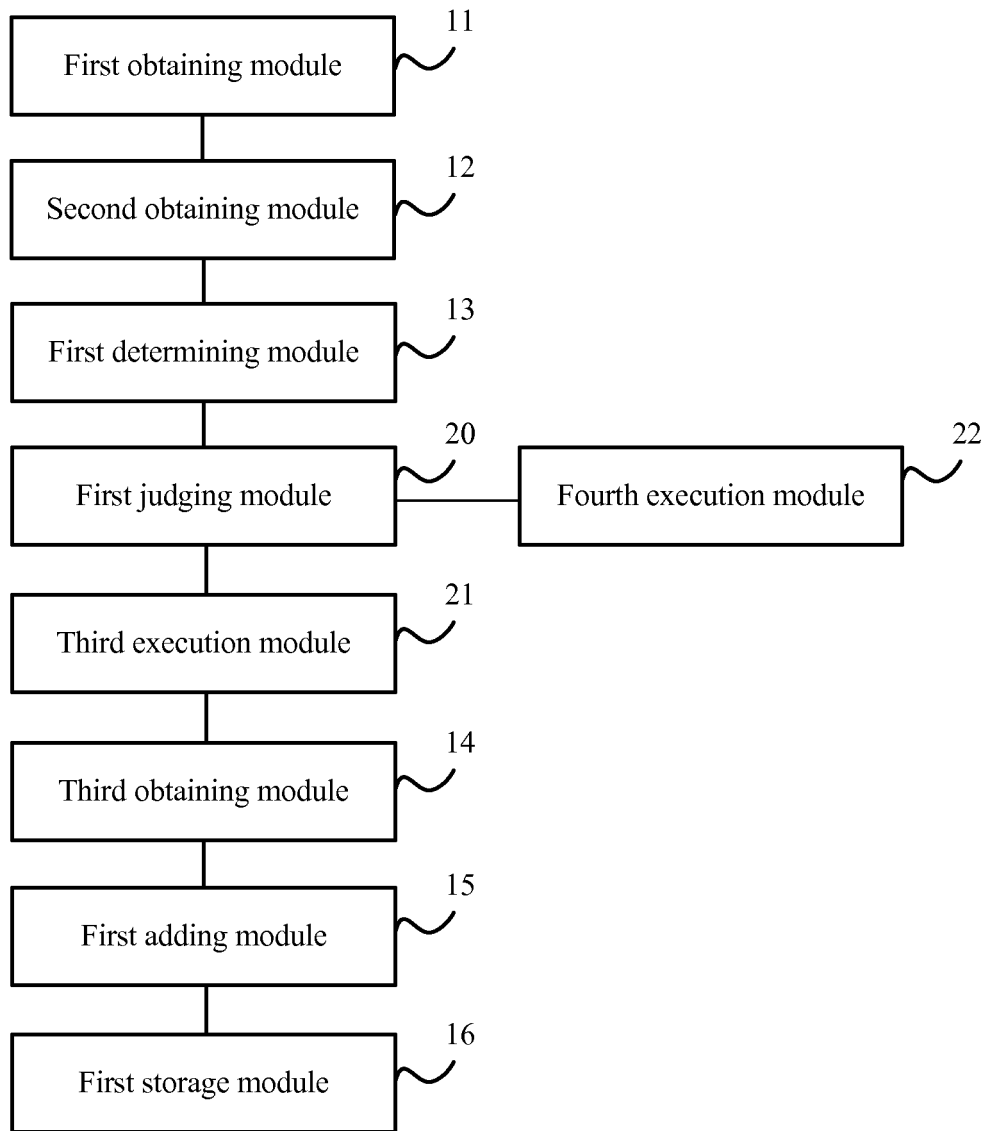 11
First obtaining module
12
Second obtaining module
13
First determining module
20
22
First judging module
Fourth execution module
21
Third execution module
14
Third obtaining module
15
First adding module
16
First storage module